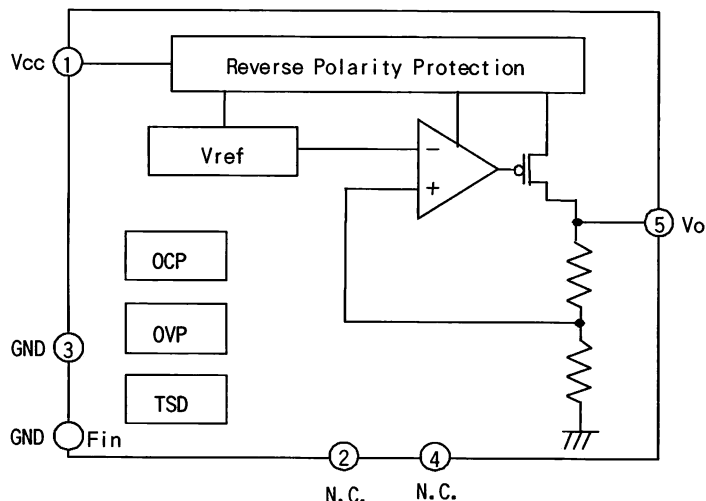 Vcc 1
Reverse Polarity Protection
Vref
−
+
5 Vo
OCP
OVP
GND 3
TSD
GND Fin
2 4
N.C. N.C.